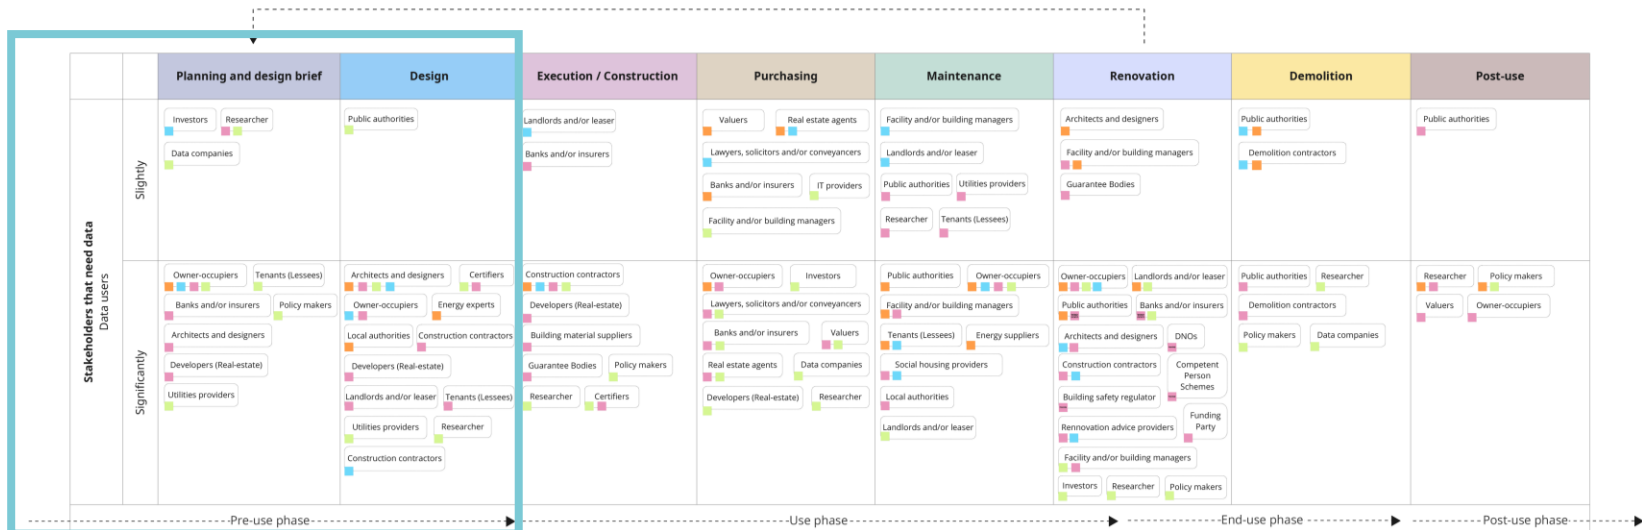 Planning and design brief
Design
Execution / Construction
Purchasing
Maintenance
Renovation
Demolition
Post-use
Stakeholders that need data
Data users
Slightly
Investors
Researcher
Data companies
Public authorities
Landlords and/or leaser
Banks and/or insurers
Valuers
Real estate agents
Lawyers, solicitors and/or conveyancers
Banks and/or insurers
IT providers
Facility and/or building managers
Facility and/or building managers
Landlords and/or leaser
Public authorities
Utilities providers
Researcher
Tenants (Lessees)
Architects and designers
Facility and/or building managers
Guarantee Bodies
Public authorities
Demolition contractors
Public authorities
Significantly
Owner-occupiers
Tenants (Lessees)
Banks and/or insurers
Policy makers
Architects and designers
Developers (Real-estate)
Utilities providers
Architects and designers
Certifiers
Owner-occupiers
Energy experts
Local authorities
Construction contractors
Developers (Real-estate)
Landlords and/or leaser
Tenants (Lessees)
Utilities providers
Researcher
Construction contractors
Construction contractors
Developers (Real-estate)
Building material suppliers
Guarantee Bodies
Policy makers
Researcher
Certifiers
Owner-occupiers
Investors
Lawyers, solicitors and/or conveyancers
Banks and/or insurers
Valuers
Real estate agents
Data companies
Developers (Real-estate)
Researcher
Public authorities
Owner-occupiers
Facility and/or building managers
Tenants (Lessees)
Energy suppliers
Social housing providers
Local authorities
Landlords and/or leaser
Owner-occupiers
Landlords and/or leaser
Public authorities
Banks and/or insurers
Architects and designers
DNOs
Construction contractors
Competent
Person
Schemes
Building safety regulator
Funding
Party
Rennovation advice providers
Facility and/or building managers
Investors
Researcher
Policy makers
Public authorities
Researcher
Demolition contractors
Policy makers
Data companies
Researcher
Policy makers
Valuers
Owner-occupiers
Pre-use phase
Use phase
End-use phase
Post-use phase